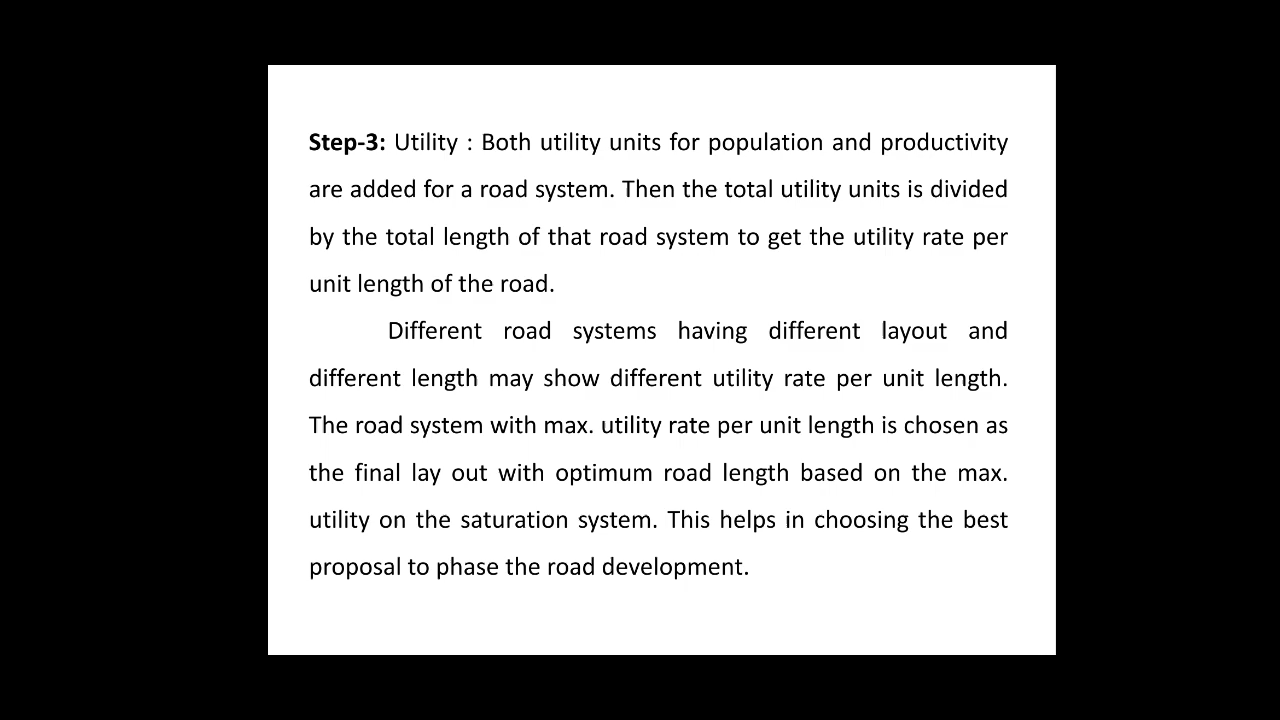 Step-3: Utility : Both utility units for population and productivity
are added for a road system. Then the total utility units is divided
by the total length of that road system to get the utility rate per
unit length of the road.
Different road systems having different layout and
different length may show different utility rate per unit length.
The road system with max. utility rate per unit length is chosen as
the final lay out with optimum road length based on the max.
utility on the saturation system. This helps in choosing the best
proposal to phase the road development.